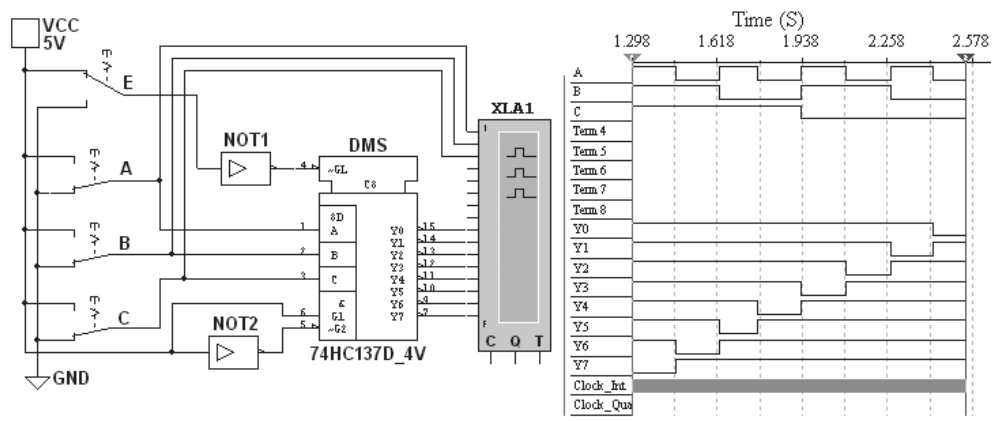 VCC
5V
E
A
B
C
GND
NOT1
NOT2
DMS
4
~GL
C8
8D
1
A
2
B
3
C
&
6
G1
5
~G2
Y0 15
Y1 14
Y2 13
Y3 12
Y4 11
Y5 10
Y6 9
Y7 7
74HC137D_4V
XLA1
1
F
C Q T
Time (S)
1.298 1.618 1.938 2.258 2.578
A
B
C
Term 4
Term 5
Term 6
Term 7
Term 8
Y0
Y1
Y2
Y3
Y4
Y5
Y6
Y7
Clock_Int
Clock_Qua